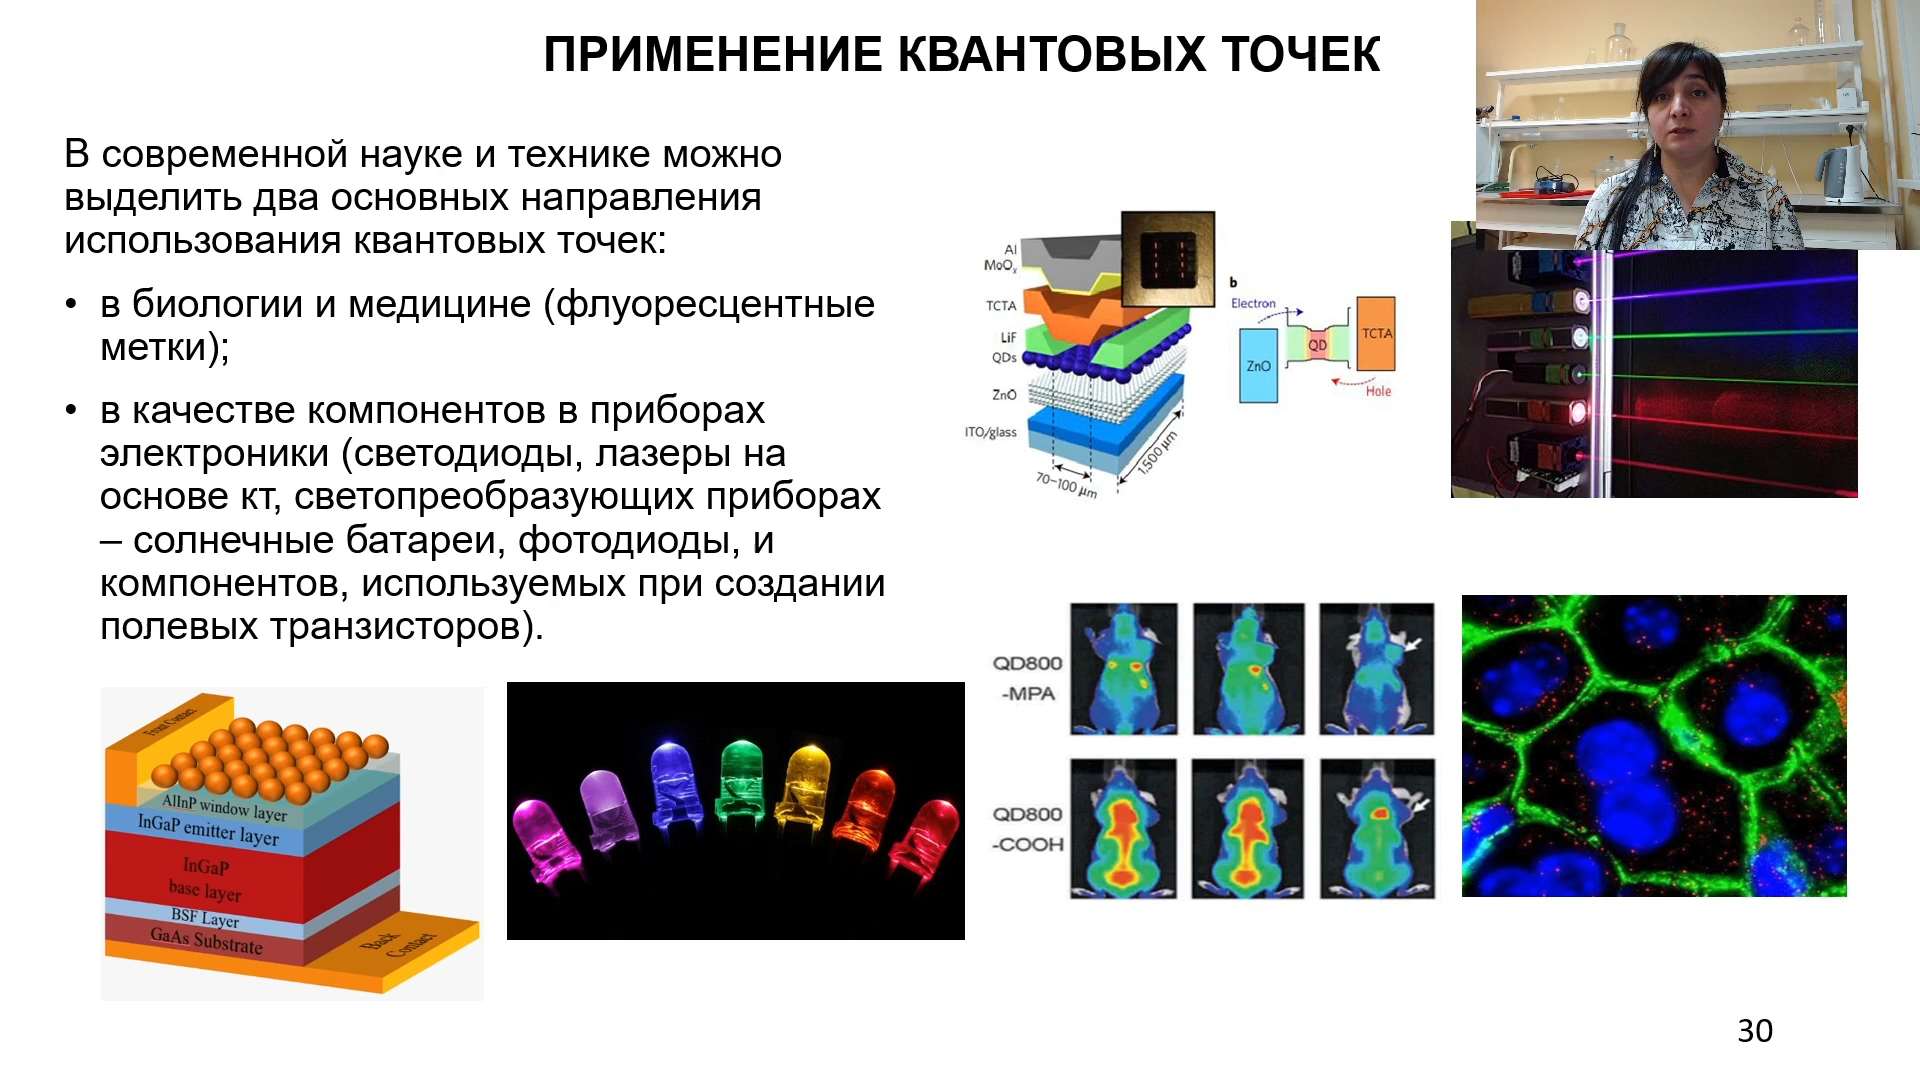 ПРИМЕНЕНИЕ КВАНТОВЫХ ТОЧЕК
В современной науке и технике можно
выделить два основных направления
использования квантовых точек:
• в биологии и медицине (флуоресцентные
метки);
• в качестве компонентов в приборах
электроники (светодиоды, лазеры на
основе кт, светопреобразующих приборах
– солнечные батареи, фотодиоды, и
компонентов, используемых при создании
полевых транзисторов).
Al
MoOx
TCTA
LiF
QDs
ZnO
ITO/glass
70–100 µm
1,500 µm
b
Electron
ZnO
QD
TCTA
Hole
Front Contact
AlInP window layer
InGaP emitter layer
InGaP
base layer
BSF Layer
GaAs Substrate
Back
Contact
QD800
-MPA
QD800
-COOH
30